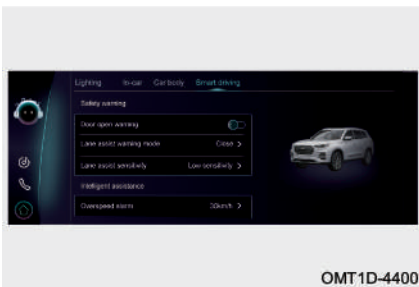 Lighting In-car Car body Smart driving
Safety warning
Door open warning
Lane assist warning mode Close >
Lane assist sensitivity Low sensitivity >
Intelligent assistance
Overspeed alarm 30km/h >
OMT1D-4400